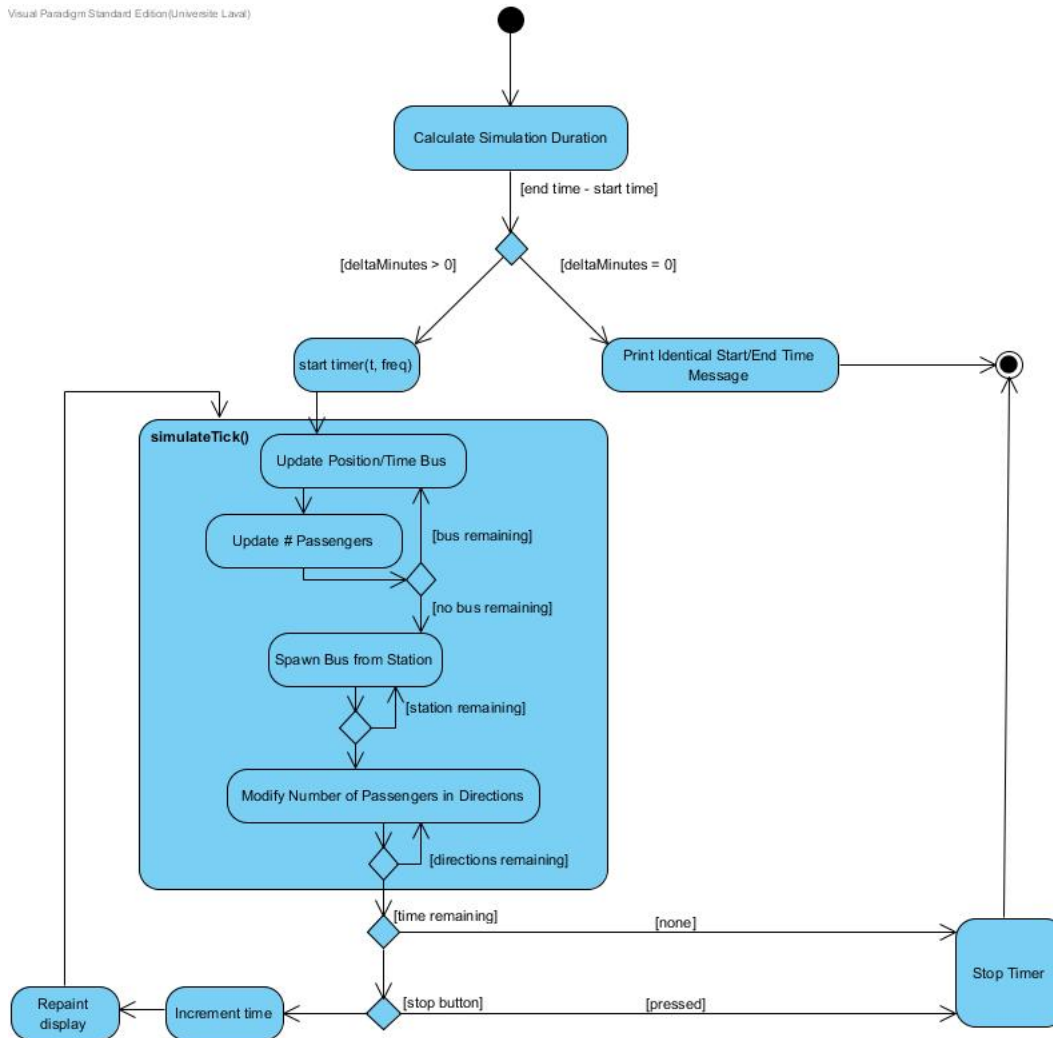 Visual Paradigm Standard Edition(Universite Laval)
Calculate Simulation Duration
[end time - start time]
[deltaMinutes > 0]
[deltaMinutes = 0]
start timer(t, freq)
Print Identical Start/End Time
Message
simulateTick()
Update Position/Time Bus
[bus remaining]
Update # Passengers
[no bus remaining]
Spawn Bus from Station
[station remaining]
Modify Number of Passengers in Directions
[directions remaining]
[time remaining]
[none]
Stop Timer
[stop button]
[pressed]
Increment time
Repaint
display